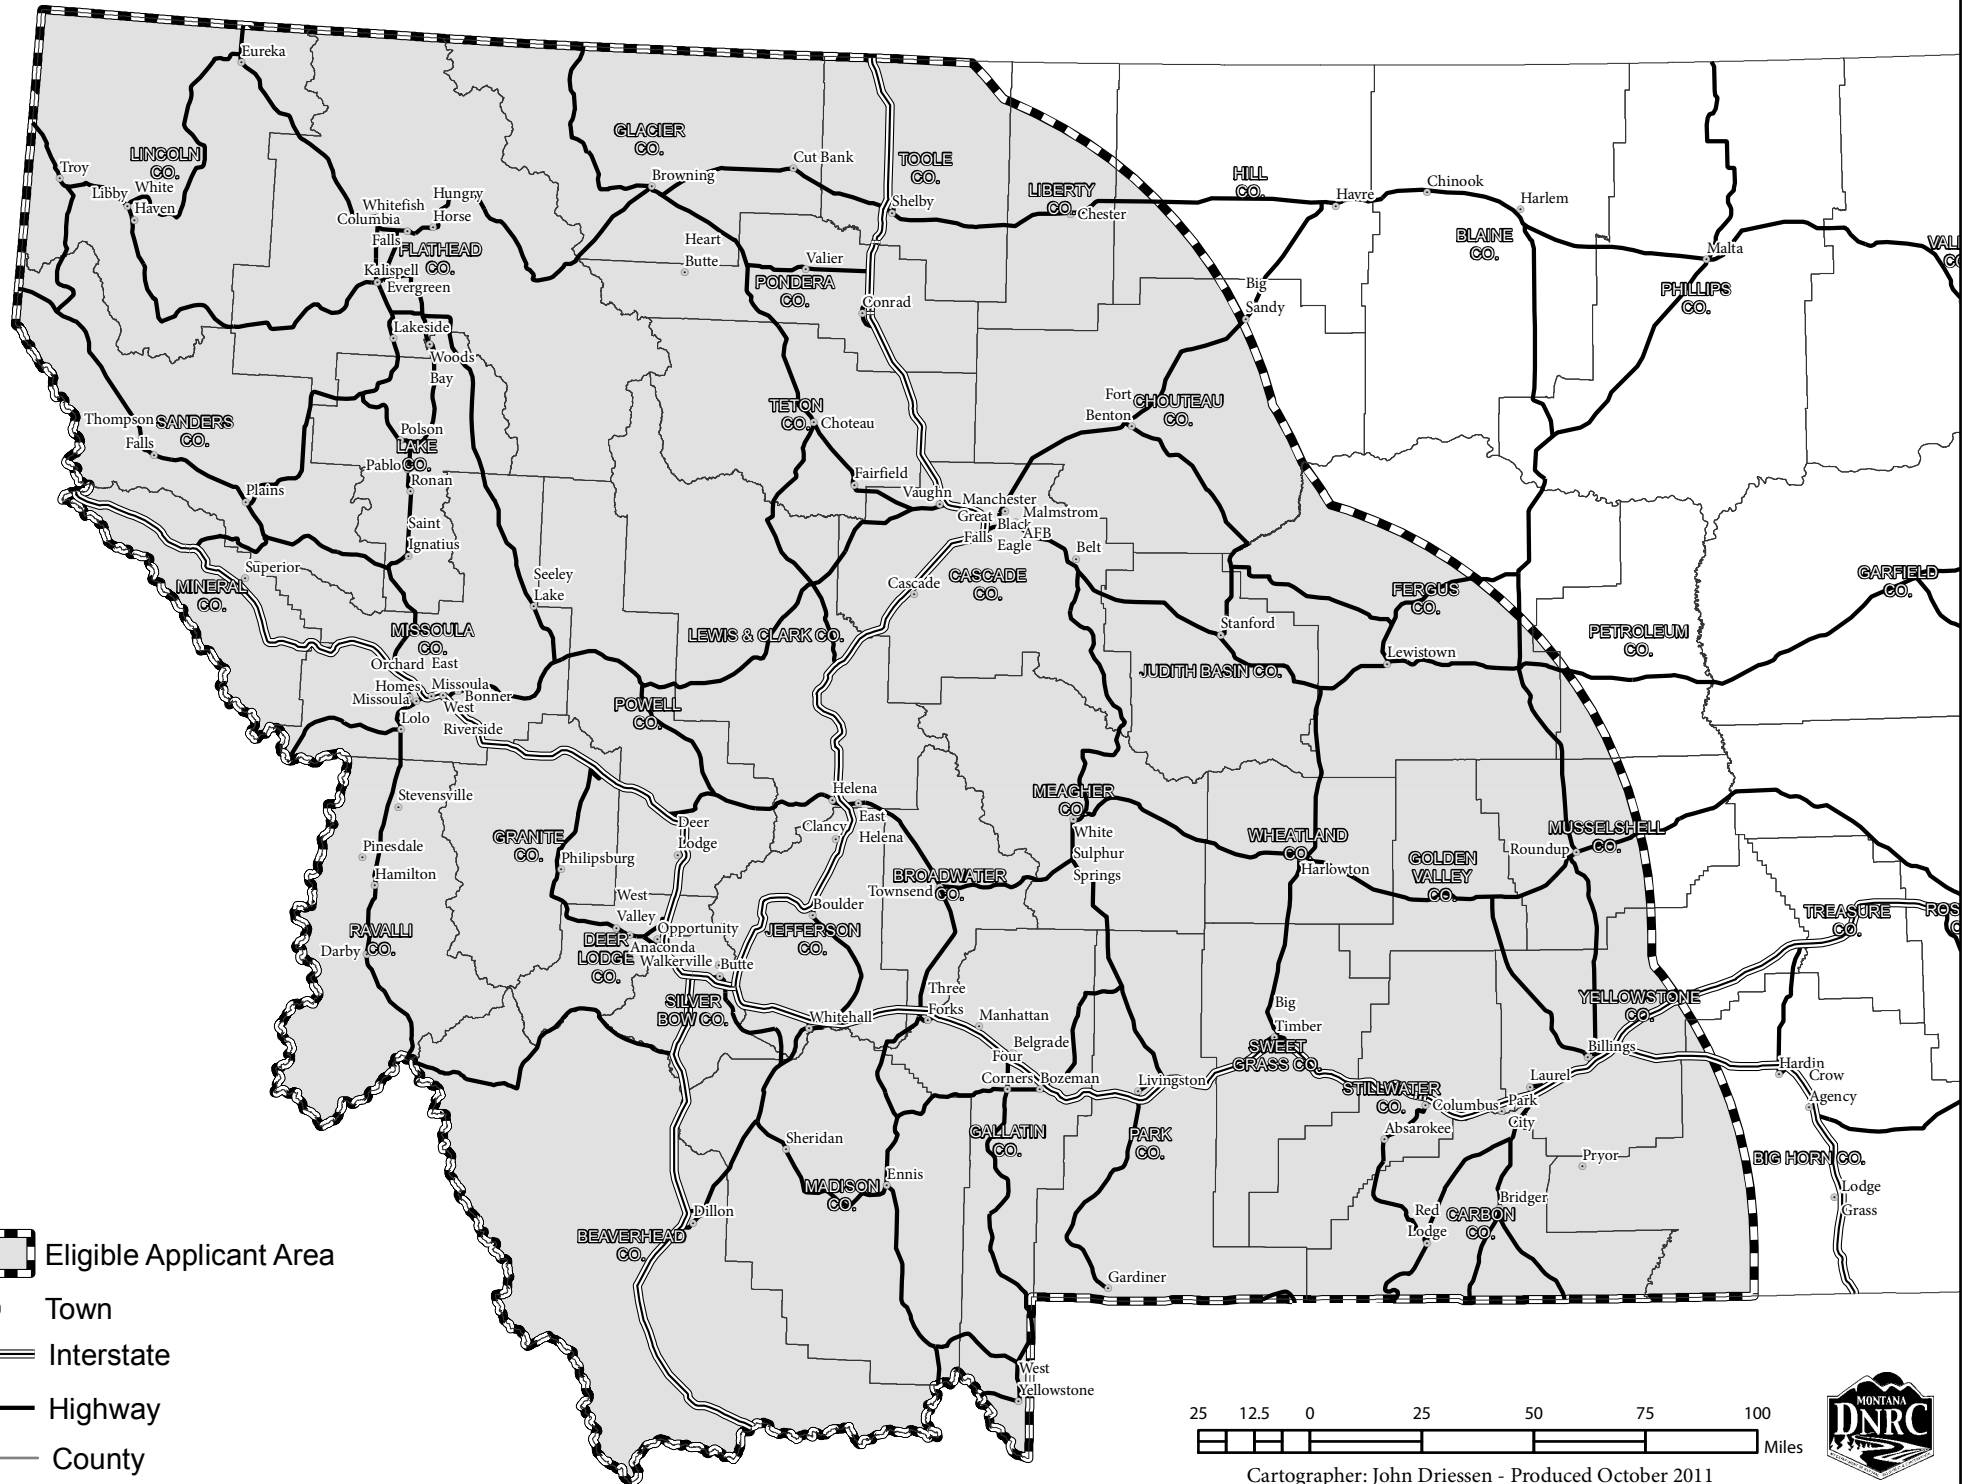 Eureka
GLACIER
CO.
Cut Bank
TOOLE
CO.
Troy
LINCOLN
CO.
Libby
White
Haven
Browning
HILL
CO.
Chinook
Havre
Harlem
Hungry
Horse
Whitefish
Columbia
Falls
FLATHEAD
CO.
Shelby
LIBERTY
CO.
Chester
BLAINE
CO.
Malta
VALL
CO
Heart
Butte
Valier
PONDERA
CO.
Kalispell
Evergreen
Big
Sandy
PHILLIPS
CO.
Conrad
Lakeside
Woods
Bay
Thompson
Falls
SANDERS
CO.
Polson
LAKE
CO.
Pablo
Ronan
TETON
CO.
Choteau
Fort
Benton
CHOUTEAU
CO.
Plains
Fairfield
Vaughn
Manchester
Great
Falls
Black
Eagle
Malmstrom
AFB
Saint
Ignatius
Belt
Superior
MINERAL
CO.
Seeley
Lake
Cascade
CASCADE
CO.
FERGUS
CO.
GARFIELD
CO.
MISSOULA
CO.
LEWIS & CLARK CO.
Stanford
PETROLEUM
CO.
Orchard
Homes
East
Missoula
Missoula
Bonner
West
Riverside
Lolo
JUDITH BASIN CO.
Lewistown
POWELL
CO.
Stevensville
Helena
East
Helena
Clancy
MEAGHER
CO.
White
Sulphur
Springs
Deer
Lodge
GRANITE
CO.
Philipsburg
Pinesdale
Hamilton
WHEATLAND
CO.
Harlowton
GOLDEN
VALLEY
CO.
MUSSELSHELL
CO.
Roundup
West
Valley
Opportunity
Anaconda
BROADWATER
CO.
Townsend
Boulder
JEFFERSON
CO.
TREASURE
CO.
ROS
C
RAVALLI
CO.
Darby
DEER
LODGE
CO.
Walkerville
Butte
SILVER
BOW CO.
Whitehall
Three
Forks
Manhattan
Belgrade
Big
Timber
YELLOWSTONE
CO.
Four
Corners
Bozeman
Livingston
SWEET
GRASS CO.
STILLWATER
CO.
Columbus
Billings
Laurel
Park
City
Hardin
Crow
Agency
Absarokee
Sheridan
GALLATIN
CO.
PARK
CO.
Pryor
BIG HORN CO.
MADISON
CO.
Ennis
Lodge
Grass
Dillon
BEAVERHEAD
CO.
Red
Lodge
Bridger
CARBON
CO.
Gardiner
West
Yellowstone
Eligible Applicant Area
Town
Interstate
Highway
County
25 12.5 0 25 50 75 100
Miles
Cartographer: John Driessen - Produced October 2011
MONTANA
DNRC